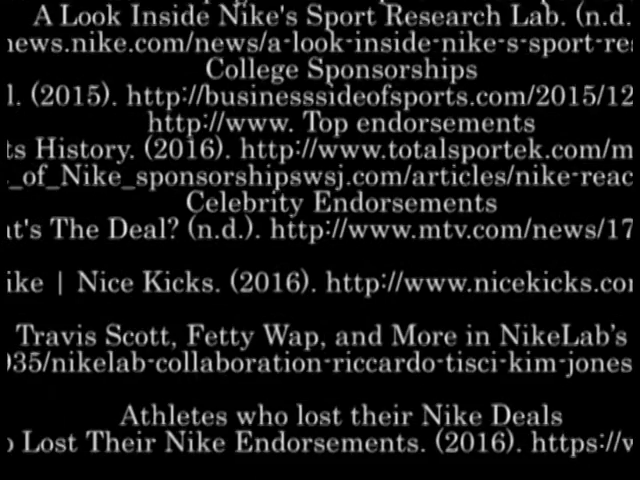 A Look Inside Nike's Sport Research Lab. (n.d.
news.nike.com/news/a-look-inside-nike-s-sport-re
College Sponsorships
l. (2015). http://businesssideofsports.com/2015/12
http://www. Top endorsements
ts History. (2016). http://www.totalsportek.com/m
_of_Nike_sponsorshipswsj.com/articles/nike-reac
Celebrity Endorsements
at's The Deal? (n.d.). http://www.mtv.com/news/17
ike | Nice Kicks. (2016). http://www.nicekicks.co
Travis Scott, Fetty Wap, and More in NikeLab’s
035/nikelab-collaboration-riccardo-tisci-kim-jones
Athletes who lost their Nike Deals
o Lost Their Nike Endorsements. (2016). https://v